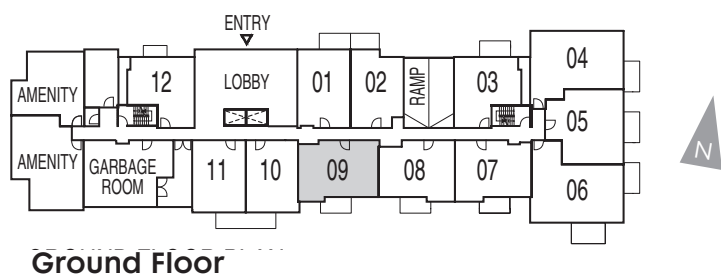 ENTRY
04
12
LOBBY
01
02
RAMP
03
AMENITY
05
AMENITY
GARBAGE
ROOM
11
10
09
08
07
06
N
Ground Floor